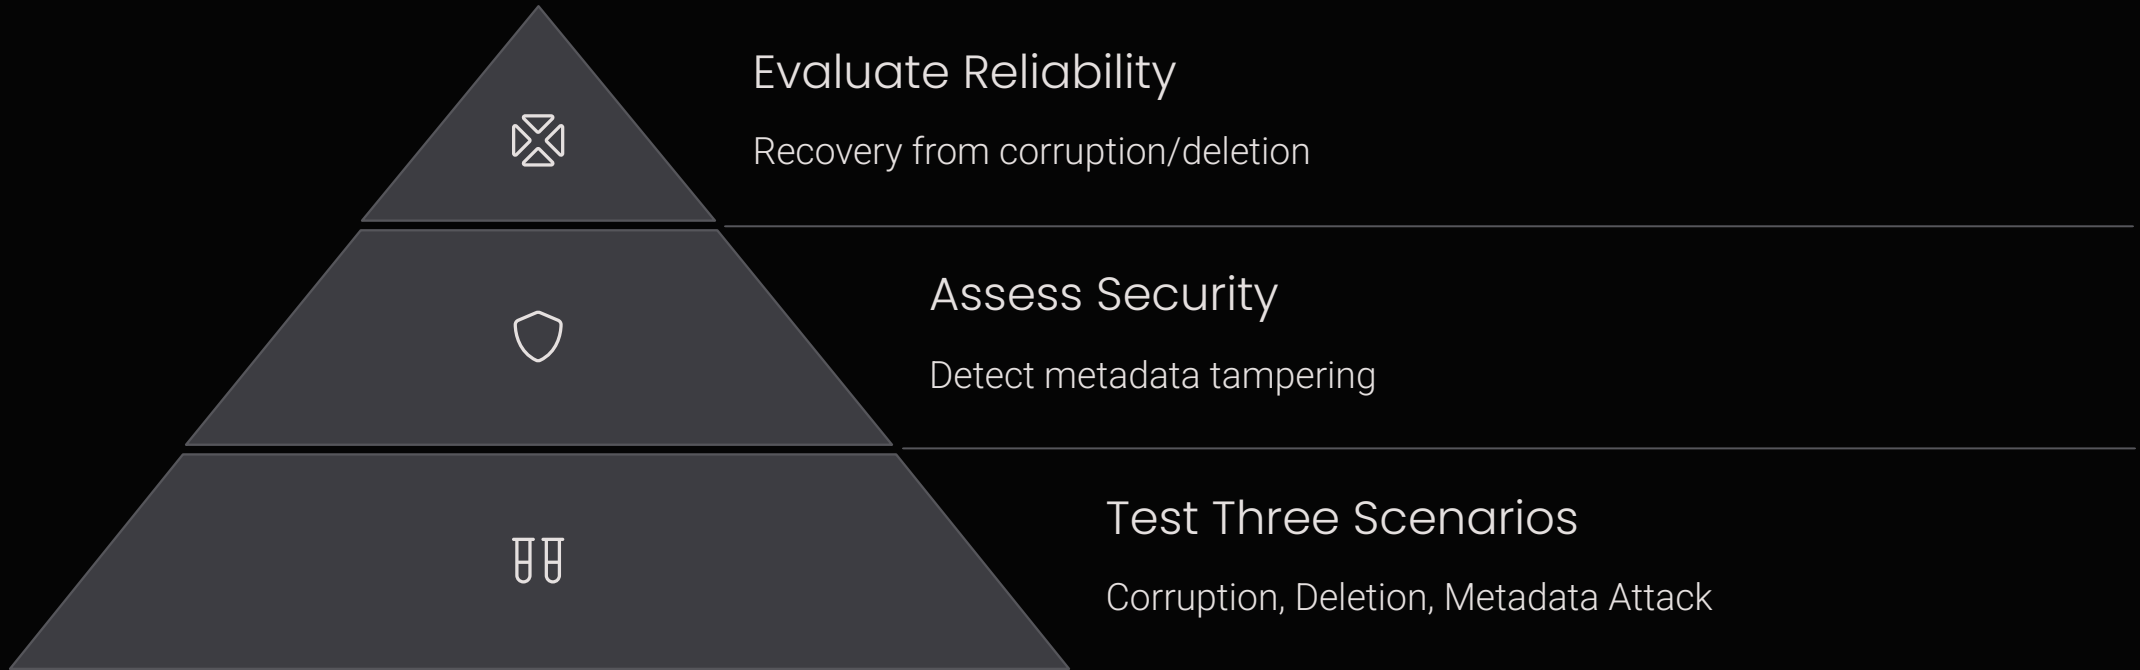 Evaluate Reliability
Recovery from corruption/deletion
Assess Security
Detect metadata tampering
Test Three Scenarios
Corruption, Deletion, Metadata Attack